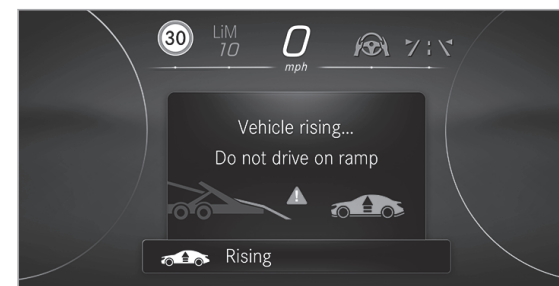 30 LiM 0
10
mph
Vehicle rising...
Do not drive on ramp
Rising